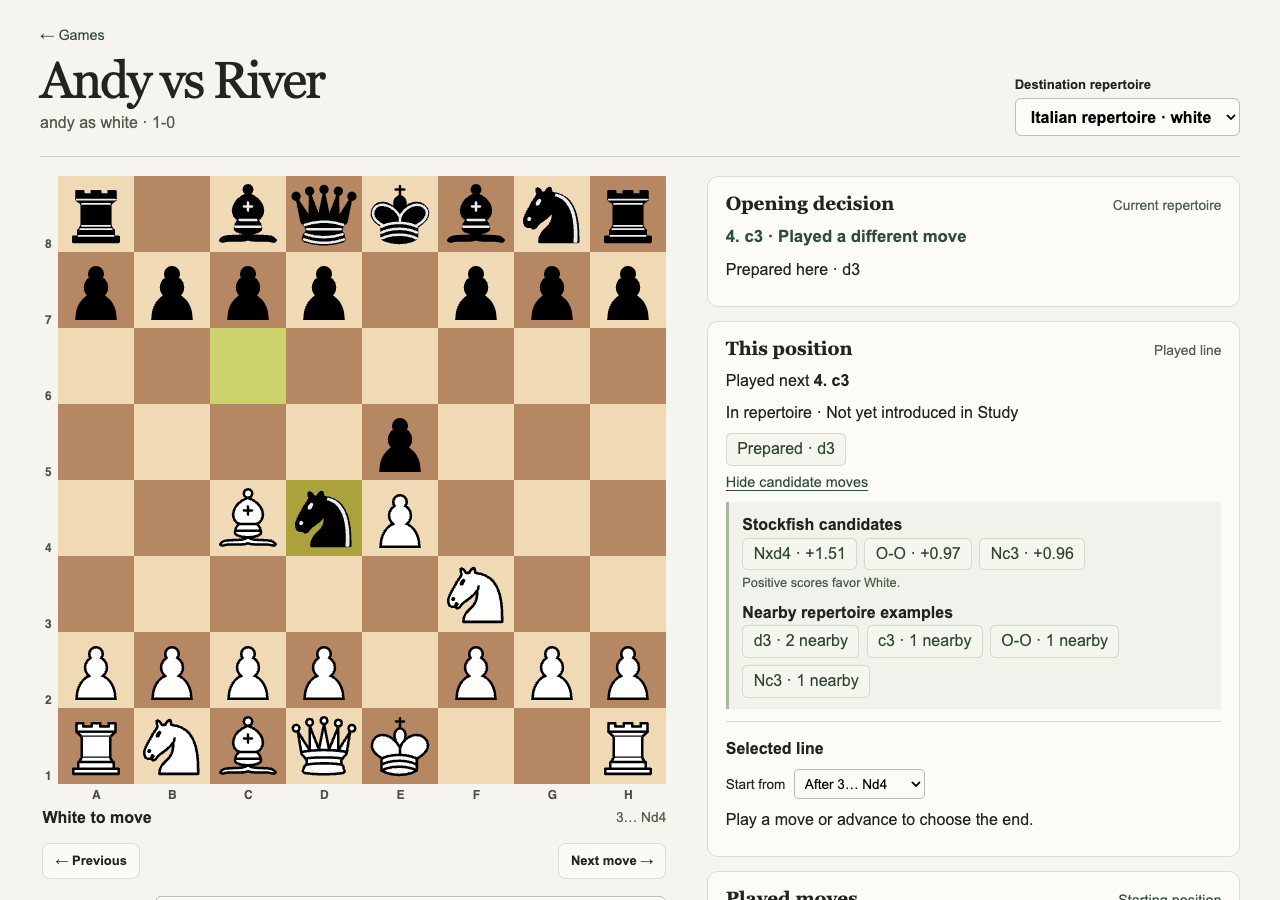 ← Games
Andy vs River
andy as white · 1-0
Destination repertoire
Italian repertoire · white
8
7
6
5
4
3
2
1
A B C D E F G H
White to move
3… Nd4
← Previous
Next move →
Opening decision
Current repertoire
4. c3 · Played a different move
Prepared here · d3
This position
Played line
Played next 4. c3
In repertoire · Not yet introduced in Study
Prepared · d3
Hide candidate moves
Stockfish candidates
Nxd4 · +1.51 O-O · +0.97 Nc3 · +0.96
Positive scores favor White.
Nearby repertoire examples
d3 · 2 nearby c3 · 1 nearby O-O · 1 nearby
Nc3 · 1 nearby
Selected line
Start from After 3… Nd4
Play a move or advance to choose the end.
Played moves
Starting position